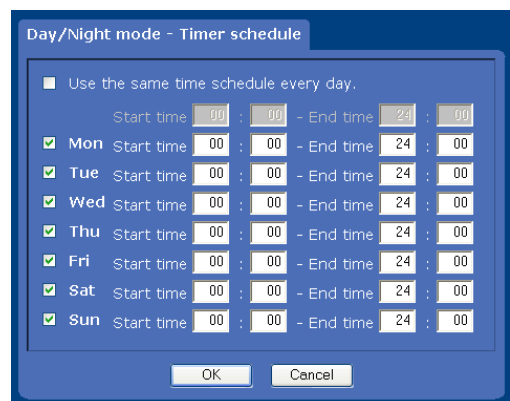 Day/Night mode - Timer schedule
Use the same time schedule every day.
Start time 00 : 00 - End time 24 : 00
Mon Start time 00 : 00 - End time 24 : 00
Tue Start time 00 : 00 - End time 24 : 00
Wed Start time 00 : 00 - End time 24 : 00
Thu Start time 00 : 00 - End time 24 : 00
Fri Start time 00 : 00 - End time 24 : 00
Sat Start time 00 : 00 - End time 24 : 00
Sun Start time 00 : 00 - End time 24 : 00
OK Cancel